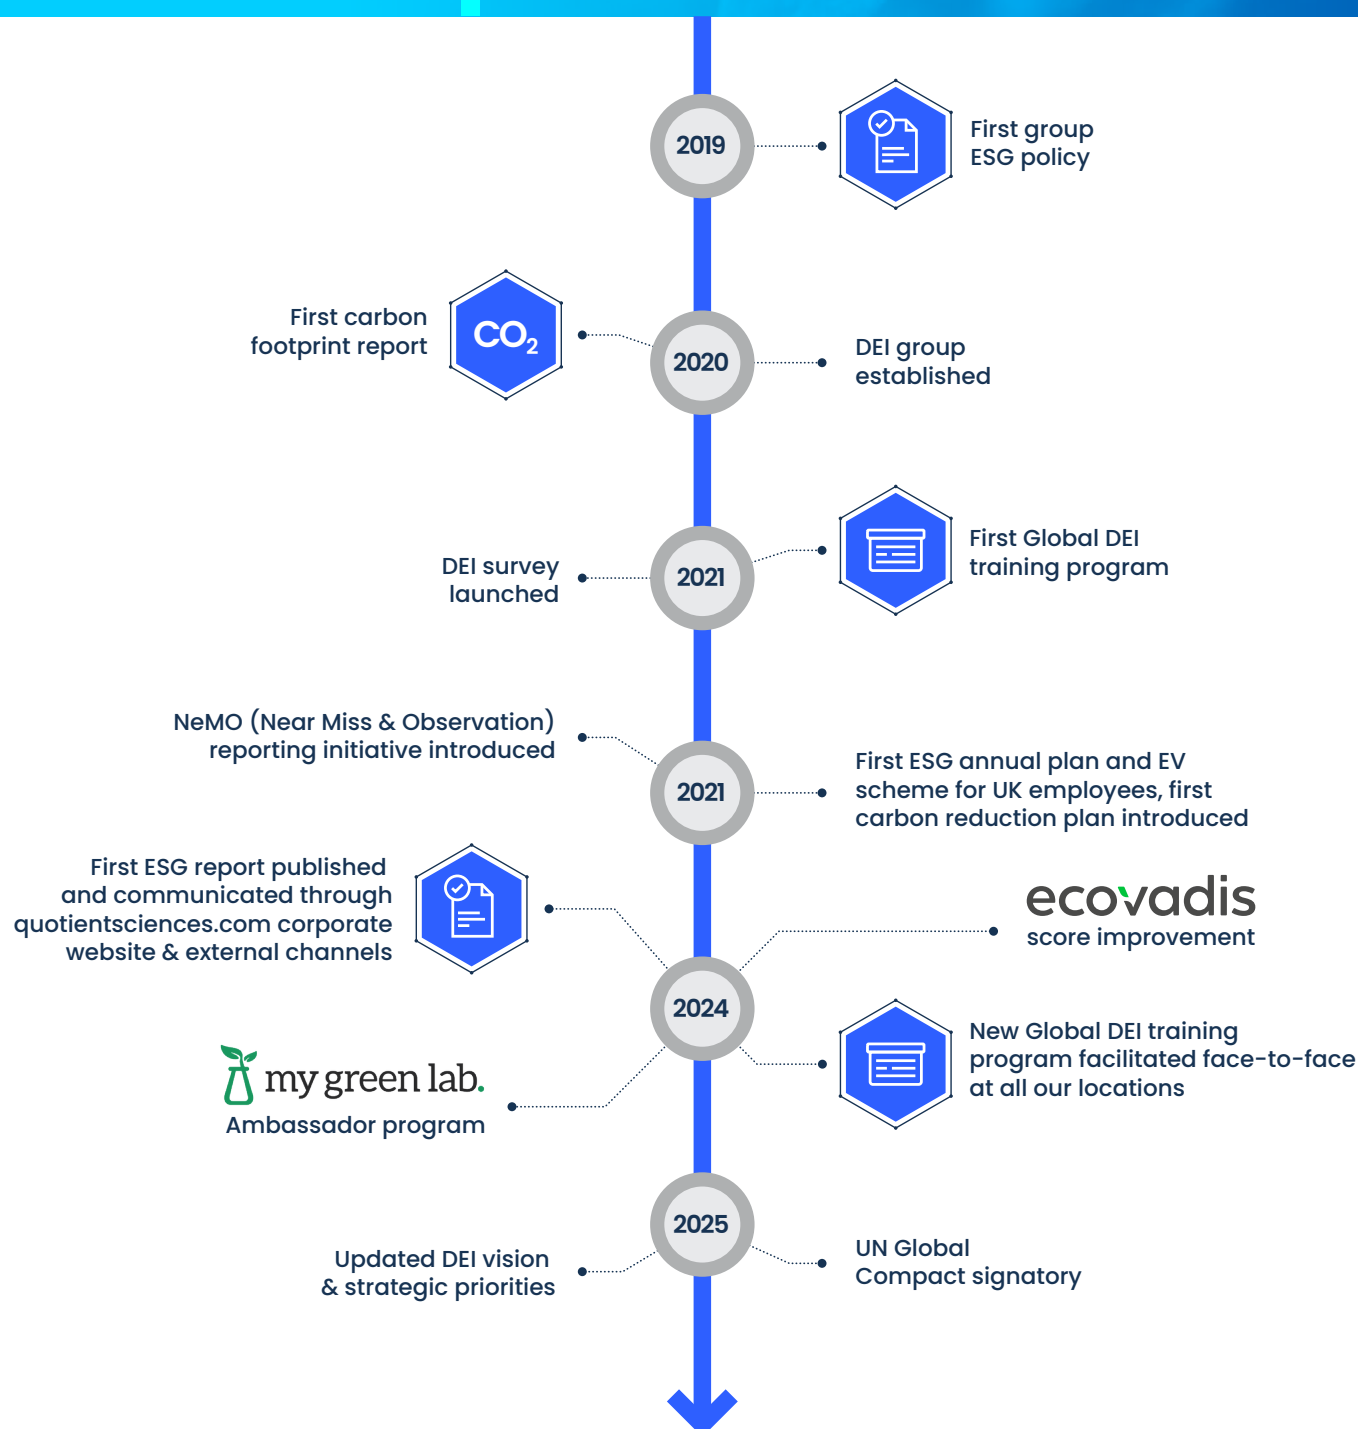 2019
First group
ESG policy
First carbon
footprint report
CO₂
2020
DEI group
established
DEI survey
launched
2021
First Global DEI
training program
NeMO (Near Miss & Observation)
reporting initiative introduced
2021
First ESG annual plan and EV
scheme for UK employees, first
carbon reduction plan introduced
First ESG report published
and communicated through
quotientsciences.com corporate
website & external channels
ecovadis
score improvement
2024
my green lab.
Ambassador program
New Global DEI training
program facilitated face-to-face
at all our locations
2025
Updated DEI vision
& strategic priorities
UN Global
Compact signatory